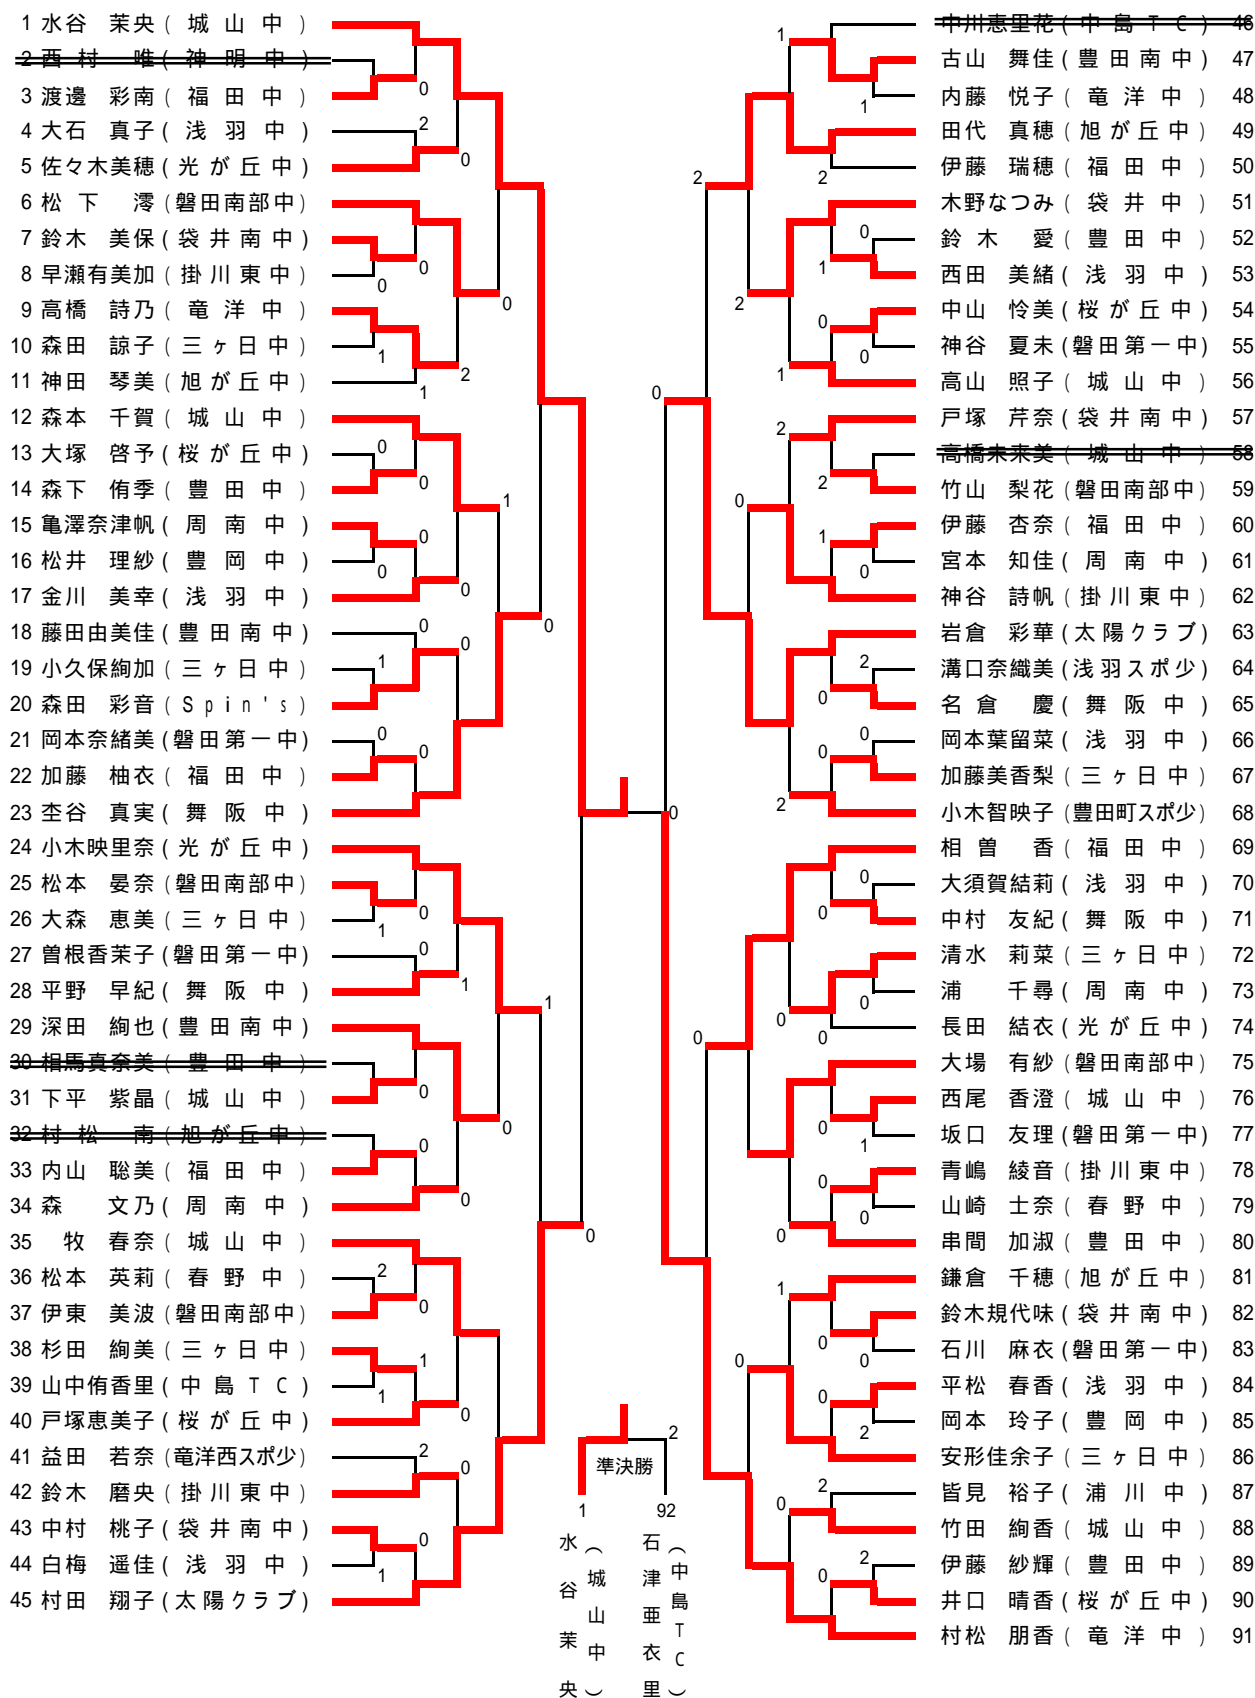 1 水谷 茉央 ( 城 山 中 )
2 西 村 唯 ( 神 明 中 )
3 渡邊 彩南 ( 福 田 中 )
4 大石 真子 ( 浅 羽 中 )
5 佐々木美穂 ( 光 が 丘 中 )
6 松 下 澪 (磐田南部中)
7 鈴木 美保 ( 袋 井 南 中 )
8 早瀬有美加 ( 掛 川 東 中 )
9 高橋 詩乃 ( 竜 洋 中 )
10 森田 諒子 ( 三 ヶ 日 中 )
11 神田 琴美 ( 旭 が 丘 中 )
12 森本 千賀 ( 城 山 中 )
13 大塚 啓予 ( 桜 が 丘 中 )
14 森下 侑季 ( 豊 田 中 )
15 亀澤奈津帆 ( 周 南 中 )
16 松井 理紗 ( 豊 岡 中 )
17 金川 美幸 ( 浅 羽 中 )
18 藤田由美佳 ( 豊 田 南 中 )
19 小久保絢加 ( 三 ヶ 日 中 )
20 森田 彩音 ( Spin's )
21 岡本奈緒美 (磐田第一中)
22 加藤 柚衣 ( 福 田 中 )
23 杢谷 真実 ( 舞 阪 中 )
24 小木映里奈 ( 光 が 丘 中 )
25 松本 晏奈 (磐田南部中)
26 大森 恵美 ( 三 ヶ 日 中 )
27 曽根香茉子 (磐田第一中)
28 平野 早紀 ( 舞 阪 中 )
29 深田 絢也 ( 豊 田 南 中 )
30 相馬真奈美 ( 豊 田 中 )
31 下平 紫晶 ( 城 山 中 )
32 村 松 南 ( 旭 が 丘 中 )
33 内山 聡美 ( 福 田 中 )
34 森 文乃 ( 周 南 中 )
35 牧 春奈 ( 城 山 中 )
36 松本 英莉 ( 春 野 中 )
37 伊東 美波 (磐田南部中)
38 杉田 絢美 ( 三 ヶ 日 中 )
39 山中侑香里 ( 中 島 T C )
40 戸塚恵美子 ( 桜 が 丘 中 )
41 益田 若奈 (竜洋西スポ少)
42 鈴木 磨央 ( 掛 川 東 中 )
43 中村 桃子 ( 袋 井 南 中 )
44 白梅 遥佳 ( 浅 羽 中 )
45 村田 翔子 (太陽クラブ)
中川恵里花 ( 中 島 T C ) 46
古山 舞佳 ( 豊 田 南 中 ) 47
内藤 悦子 ( 竜 洋 中 ) 48
田代 真穂 ( 旭 が 丘 中 ) 49
伊藤 瑞穂 ( 福 田 中 ) 50
木野なつみ ( 袋 井 中 ) 51
鈴 木 愛 ( 豊 田 中 ) 52
西田 美緒 ( 浅 羽 中 ) 53
中山 怜美 ( 桜 が 丘 中 ) 54
神谷 夏未 (磐田第一中) 55
高山 照子 ( 城 山 中 ) 56
戸塚 芹奈 ( 袋 井 南 中 ) 57
高橋未来美 ( 城 山 中 ) 58
竹山 梨花 (磐田南部中) 59
伊藤 杏奈 ( 福 田 中 ) 60
宮本 知佳 ( 周 南 中 ) 61
神谷 詩帆 ( 掛 川 東 中 ) 62
岩倉 彩華 (太陽クラブ) 63
溝口奈織美 (浅羽スポ少) 64
名 倉 慶 ( 舞 阪 中 ) 65
岡本葉留菜 ( 浅 羽 中 ) 66
加藤美香梨 ( 三 ヶ 日 中 ) 67
小木智映子 (豊田町スポ少) 68
相 曽 香 ( 福 田 中 ) 69
大須賀結莉 ( 浅 羽 中 ) 70
中村 友紀 ( 舞 阪 中 ) 71
清水 莉菜 ( 三 ヶ 日 中 ) 72
浦 千尋 ( 周 南 中 ) 73
長田 結衣 ( 光 が 丘 中 ) 74
大場 有紗 (磐田南部中) 75
西尾 香澄 ( 城 山 中 ) 76
坂口 友理 (磐田第一中) 77
青嶋 綾音 ( 掛 川 東 中 ) 78
山崎 士奈 ( 春 野 中 ) 79
串間 加淑 ( 豊 田 中 ) 80
鎌倉 千穂 ( 旭 が 丘 中 ) 81
鈴木規代味 ( 袋 井 南 中 ) 82
石川 麻衣 (磐田第一中) 83
平松 春香 ( 浅 羽 中 ) 84
岡本 玲子 ( 豊 岡 中 ) 85
安形佳余子 ( 三 ヶ 日 中 ) 86
皆見 裕子 ( 浦 川 中 ) 87
竹田 絢香 ( 城 山 中 ) 88
伊藤 紗輝 ( 豊 田 中 ) 89
井口 晴香 ( 桜 が 丘 中 ) 90
村松 朋香 ( 竜 洋 中 ) 91
2
準決勝
1 92
水谷茉央 (城山中)
石津亜衣里 (中島TC)